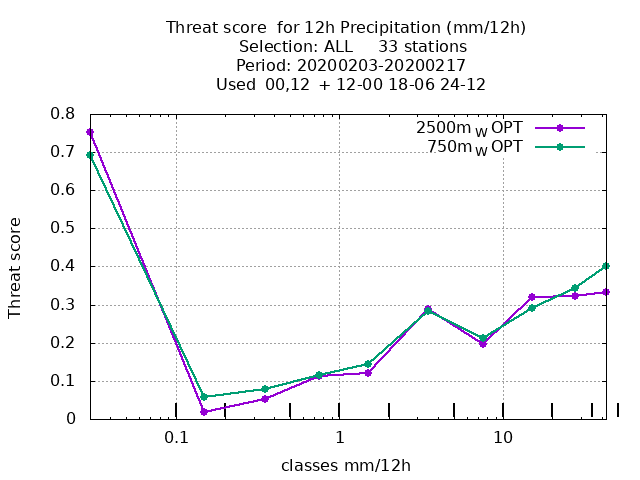 Threat score  for 12h Precipitation (mm/12h)
Selection: ALL     33 stations
Period: 20200203-20200217
Used  00,12  + 12-00 18-06 24-12
2500m_W OPT
750m_W OPT
0.8
0.7
0.6
0.5
0.4
0.3
0.2
0.1
0
Threat score
0.1 1 10
classes mm/12h